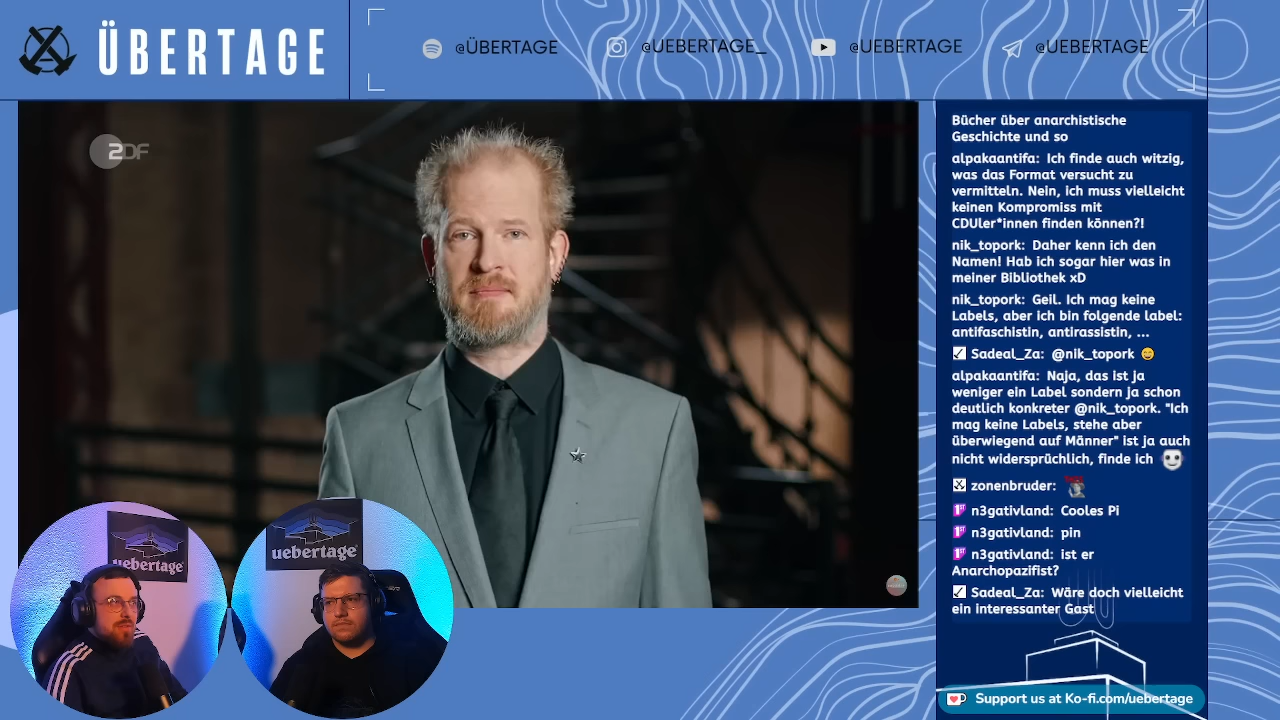 ÜBERTAGE
@ÜBERTAGE
@UEBERTAGE_
@UEBERTAGE
@UEBERTAGE
ZDF
uebertage
uebertage
Bücher über anarchistische
Geschichte und so
alpakaantifa: Ich finde auch witzig,
was das Format versucht zu
vermitteln. Nein, ich muss vielleicht
keinen Kompromiss mit
CDUler*innen finden können?!
nik_topork: Daher kenn ich den
Namen! Hab ich sogar hier was in
meiner Bibliothek xD
nik_topork: Geil. Ich mag keine
Labels, aber ich bin folgende label:
antifaschistin, antirassistin, ...
Sadeal_Za: @nik_topork 😄
alpakaantifa: Naja, das ist ja
weniger ein Label sondern ja schon
deutlich konkreter @nik_topork. "Ich
mag keine Labels, stehe aber
überwiegend auf Männer" ist ja auch
nicht widersprüchlich, finde ich
zonenbruder:
n3gativland: Cooles Pi
n3gativland: pin
n3gativland: ist er
Anarchopazifist?
Sadeal_Za: Wäre doch vielleicht
ein interessanter Gast
Support us at Ko-fi.com/uebertage